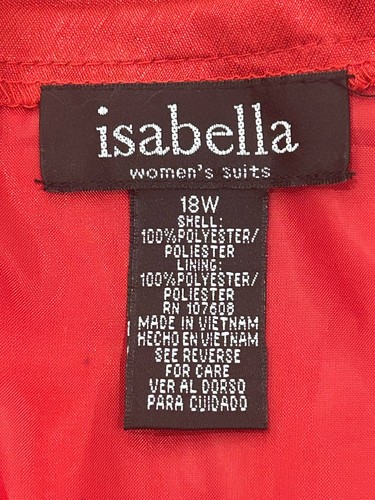 isabella
women's suits
18W
SHELL:
100%POLYESTER/
POLIESTER
LINING:
100%POLYESTER/
POLIESTER
RN 107608
MADE IN VIETNAM
HECHO EN VIETNAM
SEE REVERSE
FOR CARE
VER AL DORSO
PARA CUIDADO